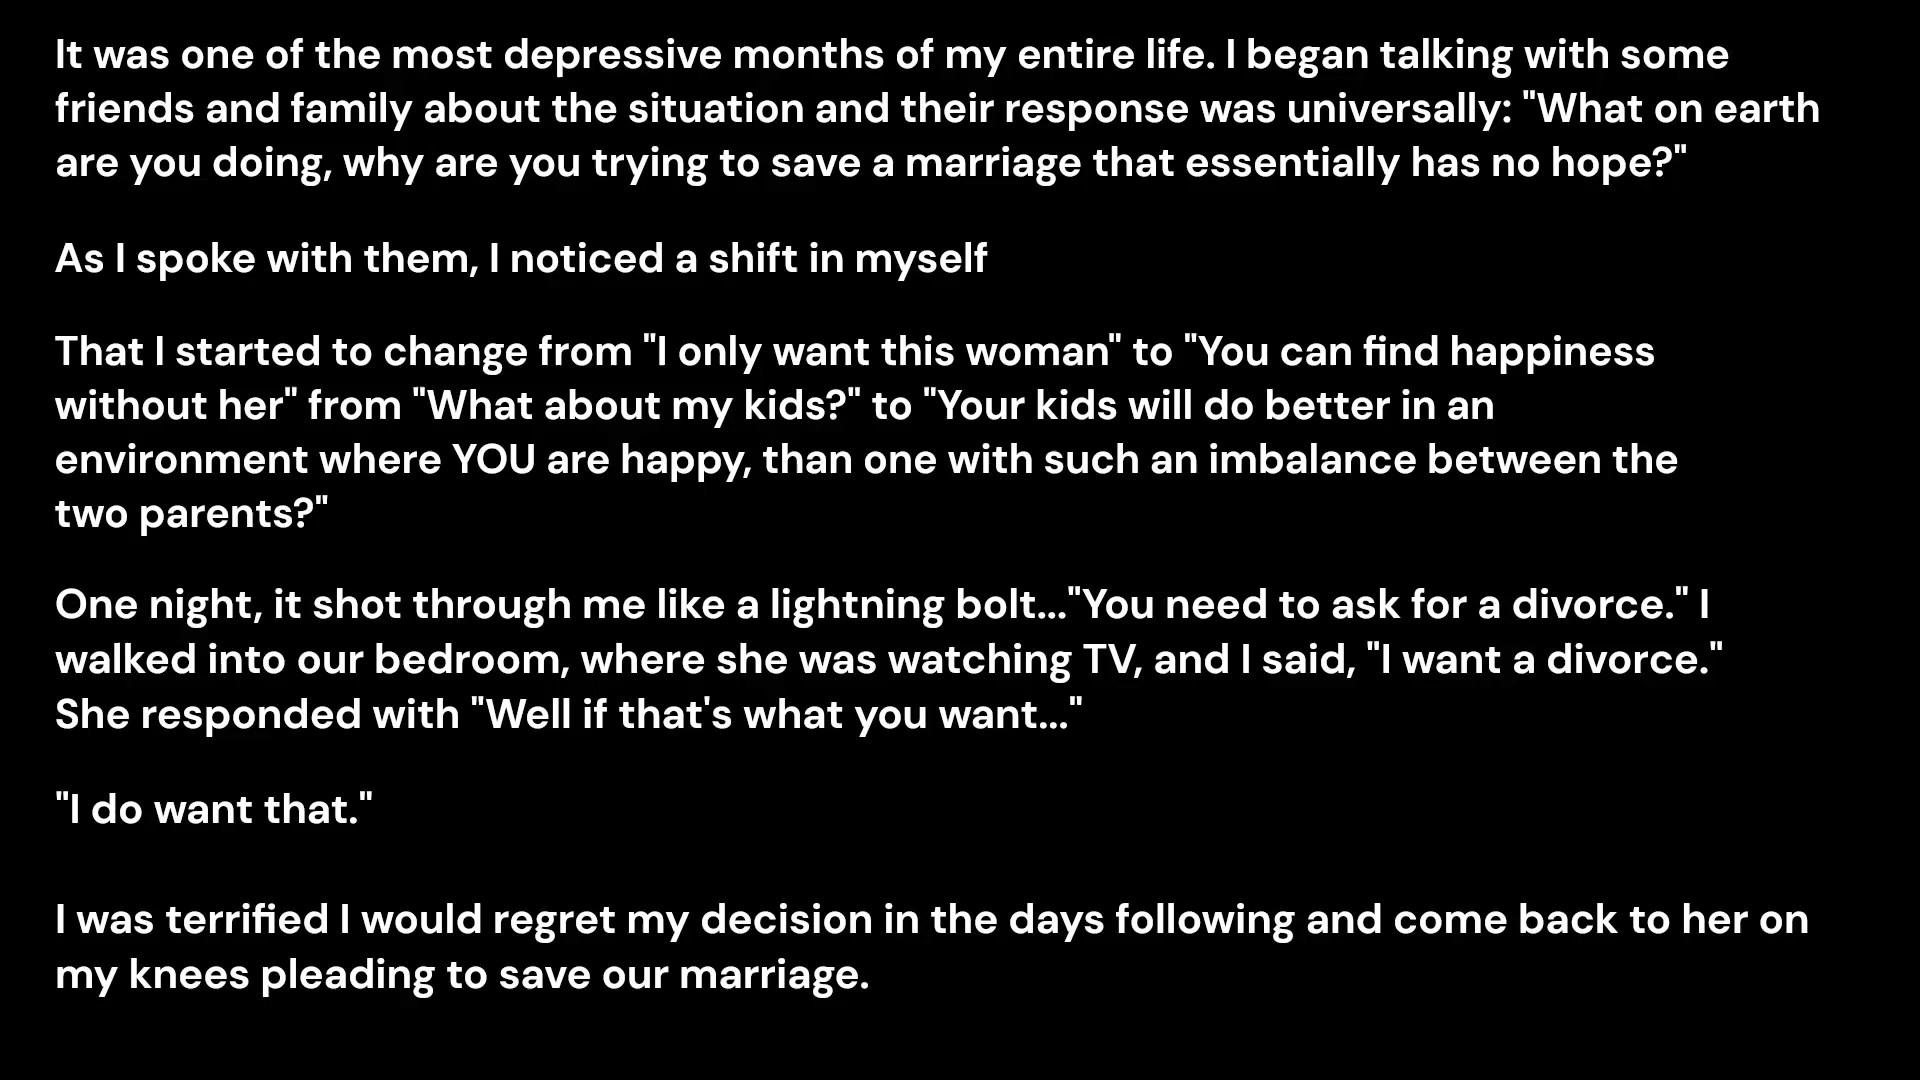 It was one of the most depressive months of my entire life. I began talking with some
friends and family about the situation and their response was universally: "What on earth
are you doing, why are you trying to save a marriage that essentially has no hope?"
As I spoke with them, I noticed a shift in myself
That I started to change from "I only want this woman" to "You can find happiness
without her" from "What about my kids?" to "Your kids will do better in an
environment where YOU are happy, than one with such an imbalance between the
two parents?"
One night, it shot through me like a lightning bolt..."You need to ask for a divorce." I
walked into our bedroom, where she was watching TV, and I said, "I want a divorce."
She responded with "Well if that's what you want..."
"I do want that."
I was terrified I would regret my decision in the days following and come back to her on
my knees pleading to save our marriage.